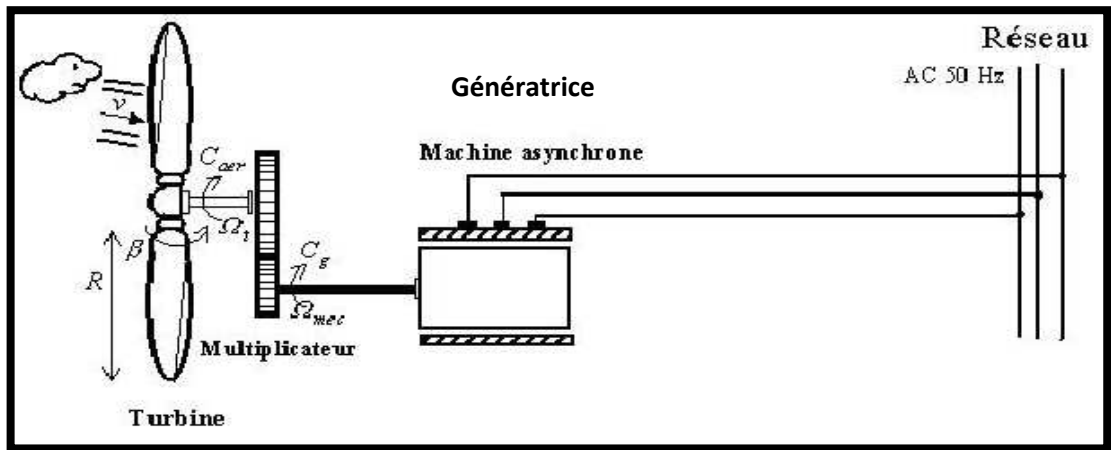 Réseau
AC 50 Hz
Génératrice
v
Machine asynchrone
C_aer
Ω_t
β
C_g
R
Ω_mec
Multiplicateur
Turbine